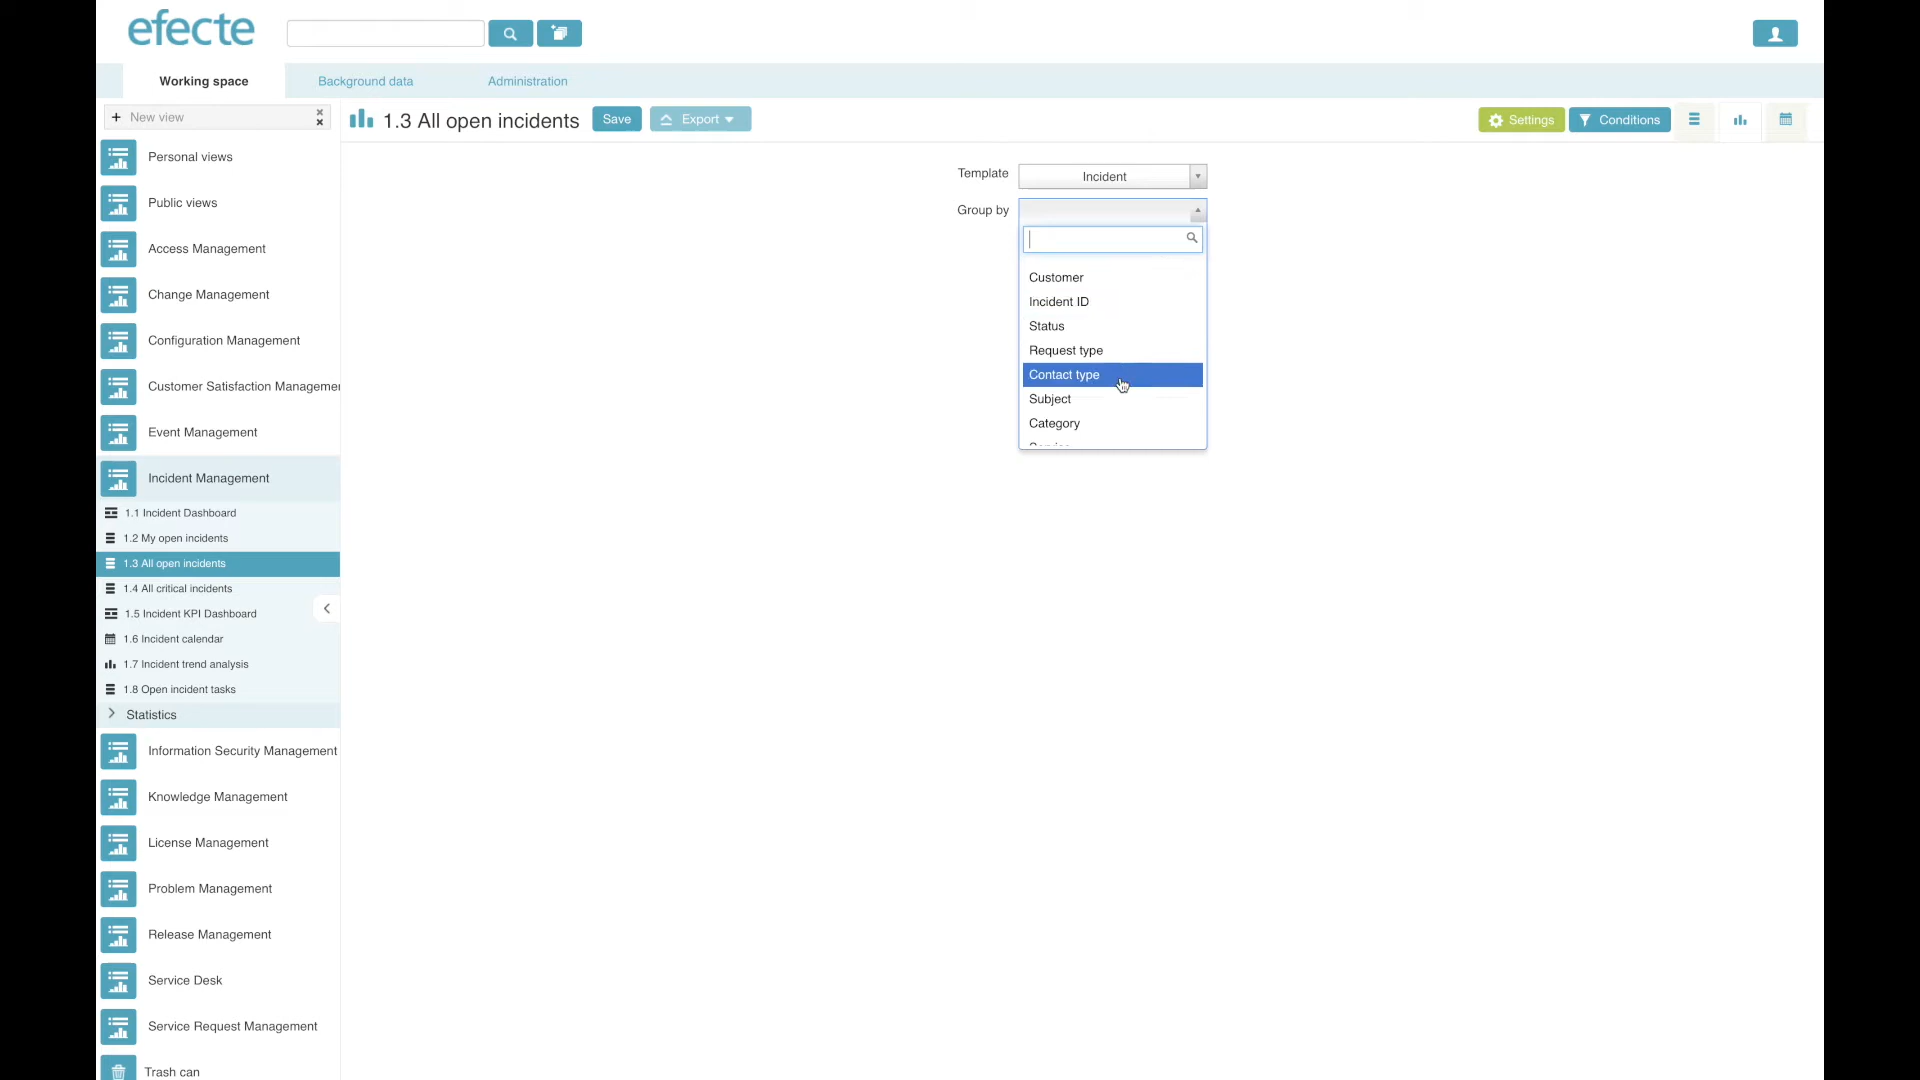 efecte
Working space
Background data
Administration
+ New view
1.3 All open incidents
Save
Export
Settings
Conditions
Personal views
Public views
Access Management
Change Management
Configuration Management
Customer Satisfaction Managemen
Event Management
Incident Management
1.1 Incident Dashboard
1.2 My open incidents
1.3 All open incidents
1.4 All critical incidents
1.5 Incident KPI Dashboard
1.6 Incident calendar
1.7 Incident trend analysis
1.8 Open incident tasks
Statistics
Information Security Management
Knowledge Management
License Management
Problem Management
Release Management
Service Desk
Service Request Management
Trash can
Template
Incident
Group by
Customer
Incident ID
Status
Request type
Contact type
Subject
Category